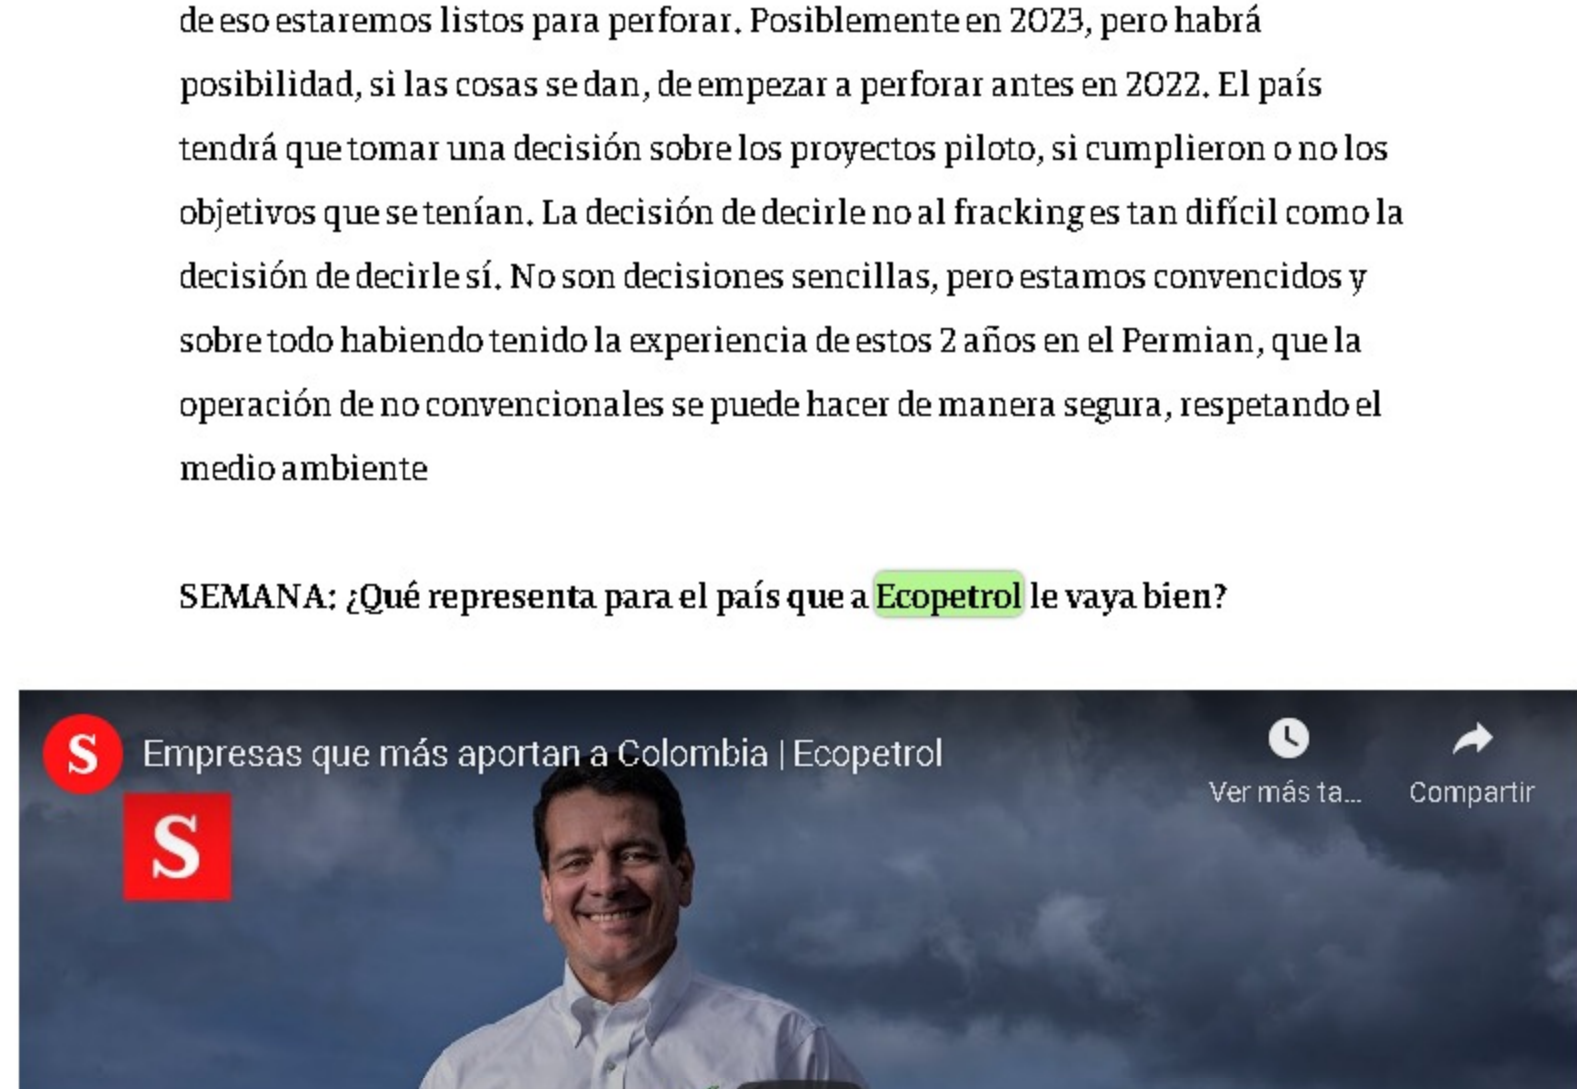 de eso estaremos listos para perforar. Posiblemente en 2023, pero habrá
posibilidad, si las cosas se dan, de empezar a perforar antes en 2022. El país
tendrá que tomar una decisión sobre los proyectos piloto, si cumplieron o no los
objetivos que se tenían. La decisión de decirle no al fracking es tan difícil como la
decisión de decirle sí. No son decisiones sencillas, pero estamos convencidos y
sobre todo habiendo tenido la experiencia de estos 2 años en el Permian, que la
operación de no convencionales se puede hacer de manera segura, respetando el
medio ambiente
SEMANA: ¿Qué representa para el país que a Ecopetrol le vaya bien?
S Empresas que más aportan a Colombia | Ecopetrol
Ver más ta... Compartir
S